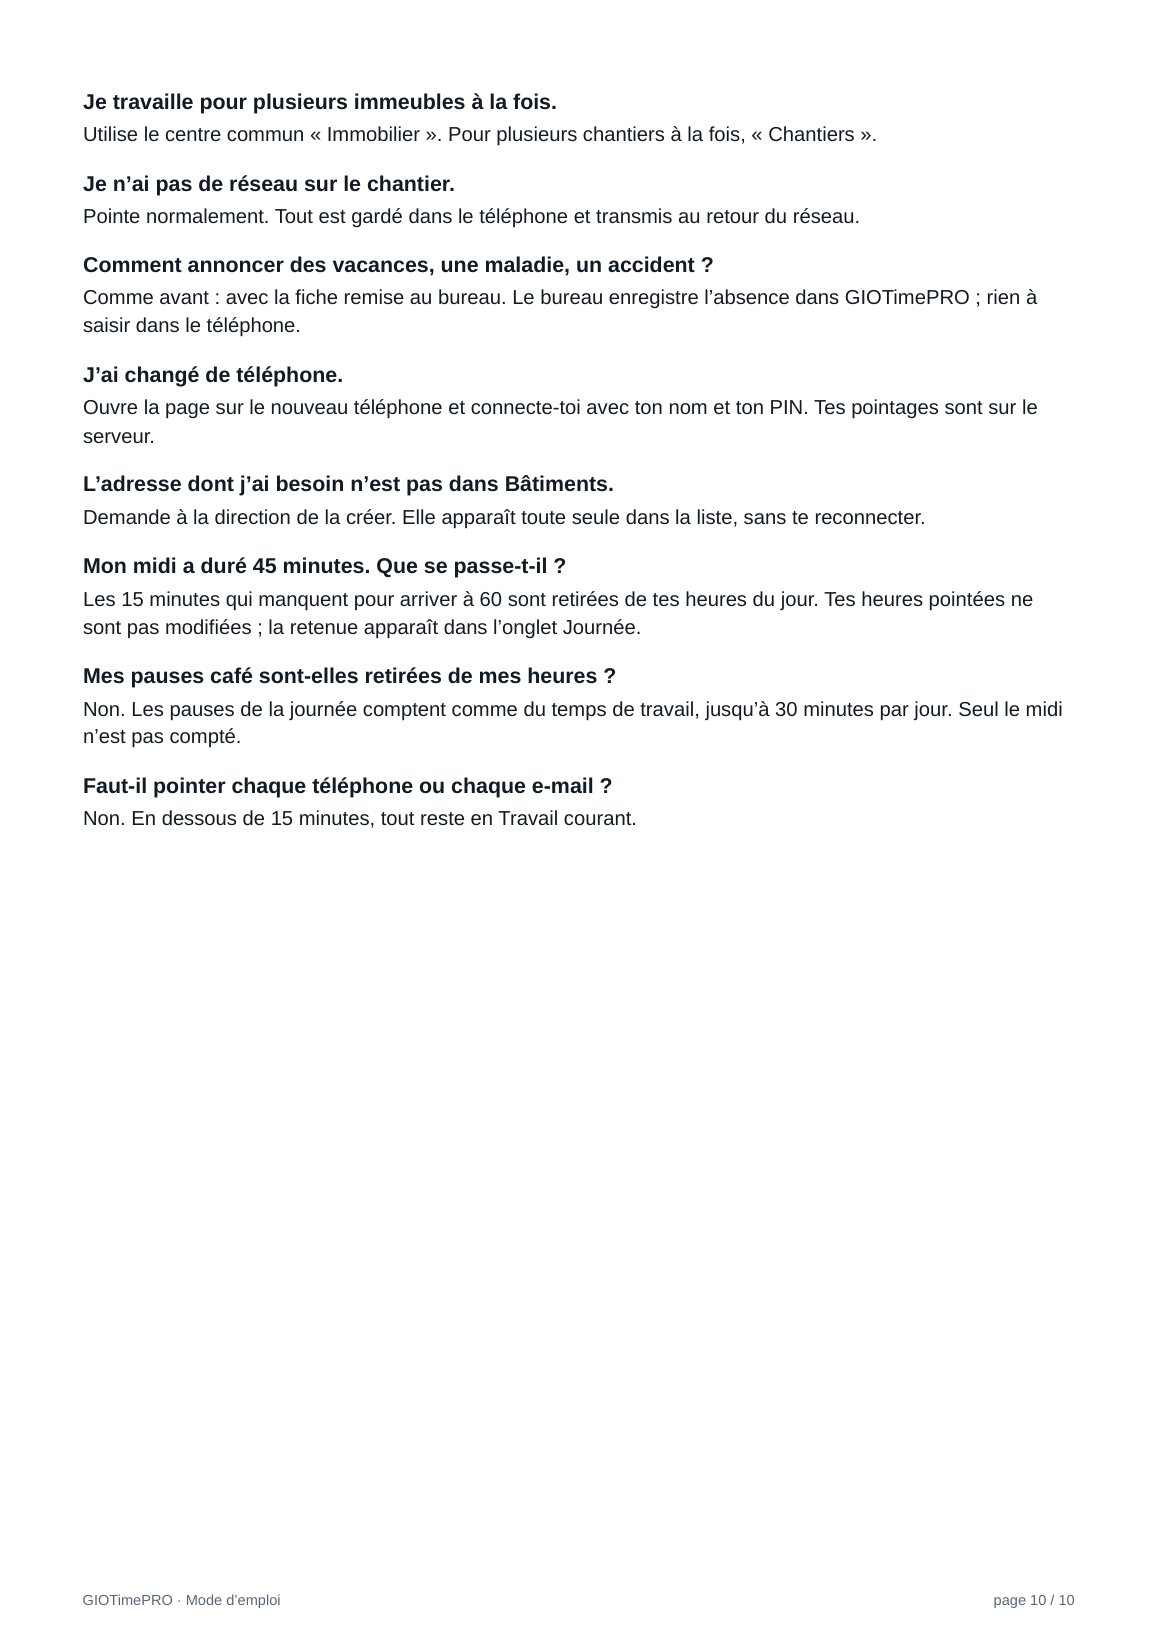 Je travaille pour plusieurs immeubles à la fois.
Utilise le centre commun « Immobilier ». Pour plusieurs chantiers à la fois, « Chantiers ».
Je n’ai pas de réseau sur le chantier.
Pointe normalement. Tout est gardé dans le téléphone et transmis au retour du réseau.
Comment annoncer des vacances, une maladie, un accident ?
Comme avant : avec la fiche remise au bureau. Le bureau enregistre l’absence dans GIOTimePRO ; rien à
saisir dans le téléphone.
J’ai changé de téléphone.
Ouvre la page sur le nouveau téléphone et connecte-toi avec ton nom et ton PIN. Tes pointages sont sur le
serveur.
L’adresse dont j’ai besoin n’est pas dans Bâtiments.
Demande à la direction de la créer. Elle apparaît toute seule dans la liste, sans te reconnecter.
Mon midi a duré 45 minutes. Que se passe-t-il ?
Les 15 minutes qui manquent pour arriver à 60 sont retirées de tes heures du jour. Tes heures pointées ne
sont pas modifiées ; la retenue apparaît dans l’onglet Journée.
Mes pauses café sont-elles retirées de mes heures ?
Non. Les pauses de la journée comptent comme du temps de travail, jusqu’à 30 minutes par jour. Seul le midi
n’est pas compté.
Faut-il pointer chaque téléphone ou chaque e-mail ?
Non. En dessous de 15 minutes, tout reste en Travail courant.
GIOTimePRO · Mode d’emploi
page 10 / 10